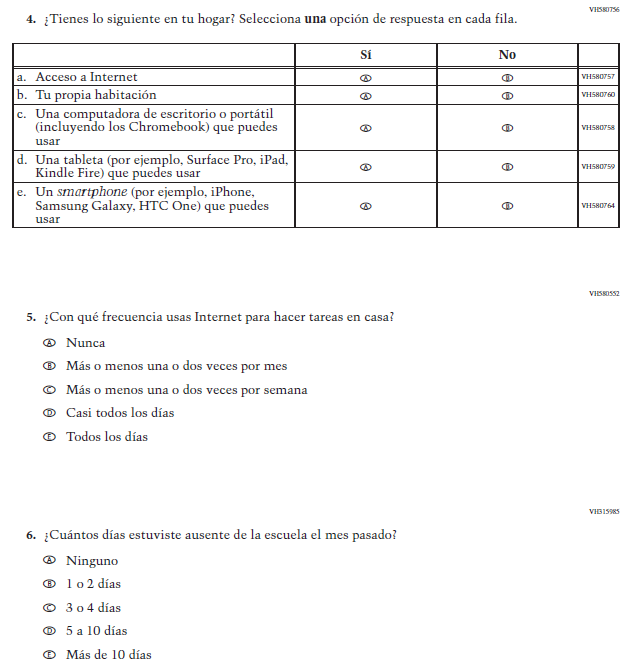 VH580756
4. ¿Tienes lo siguiente en tu hogar? Selecciona una opción de respuesta en cada fila.
Sí No
a. Acceso a Internet Ⓐ Ⓑ VH580757
b. Tu propia habitación Ⓐ Ⓑ VH580760
c. Una computadora de escritorio o portátil
(incluyendo los Chromebook) que puedes
usar Ⓐ Ⓑ VH580758
d. Una tableta (por ejemplo, Surface Pro, iPad,
Kindle Fire) que puedes usar Ⓐ Ⓑ VH580759
e. Un smartphone (por ejemplo, iPhone,
Samsung Galaxy, HTC One) que puedes
usar Ⓐ Ⓑ VH580764
VH580552
5. ¿Con qué frecuencia usas Internet para hacer tareas en casa?
Ⓐ Nunca
Ⓑ Más o menos una o dos veces por mes
Ⓒ Más o menos una o dos veces por semana
Ⓓ Casi todos los días
Ⓔ Todos los días
VH315985
6. ¿Cuántos días estuviste ausente de la escuela el mes pasado?
Ⓐ Ninguno
Ⓑ 1 o 2 días
Ⓒ 3 o 4 días
Ⓓ 5 a 10 días
Ⓔ Más de 10 días